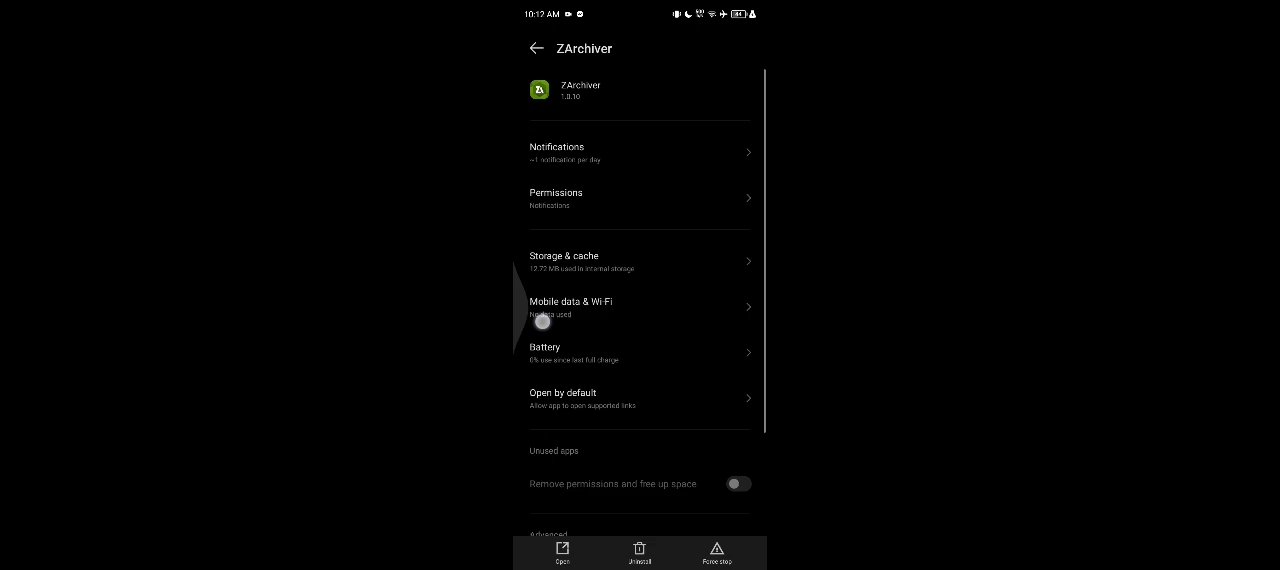 10:12 AM
84
ZArchiver
ZArchiver
1.0.10
Notifications
~1 notification per day
Permissions
Notifications
Storage & cache
12.72 MB used in internal storage
Mobile data & Wi-Fi
No data used
Battery
0% use since last full charge
Open by default
Allow app to open supported links
Unused apps
Remove permissions and free up space
Advanced
Open
Uninstall
Force stop